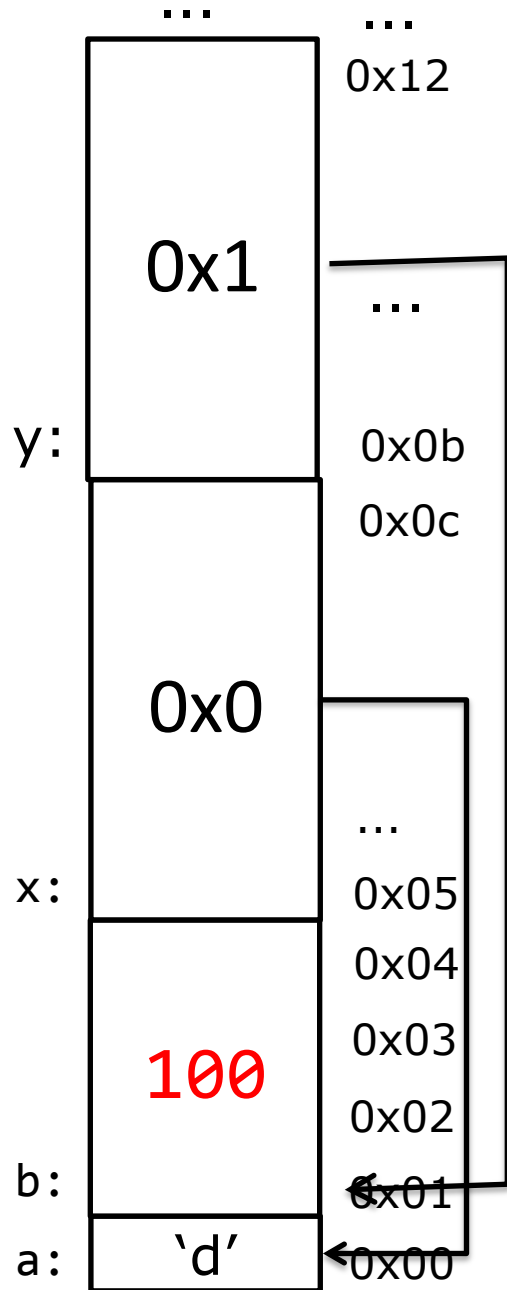 ... ...
0x12
0x1
...
y: 0x0b
0x0c
0x0
...
x: 0x05
0x04
0x03
100
0x02
b: 0x01
a: ‘d’ 0x00